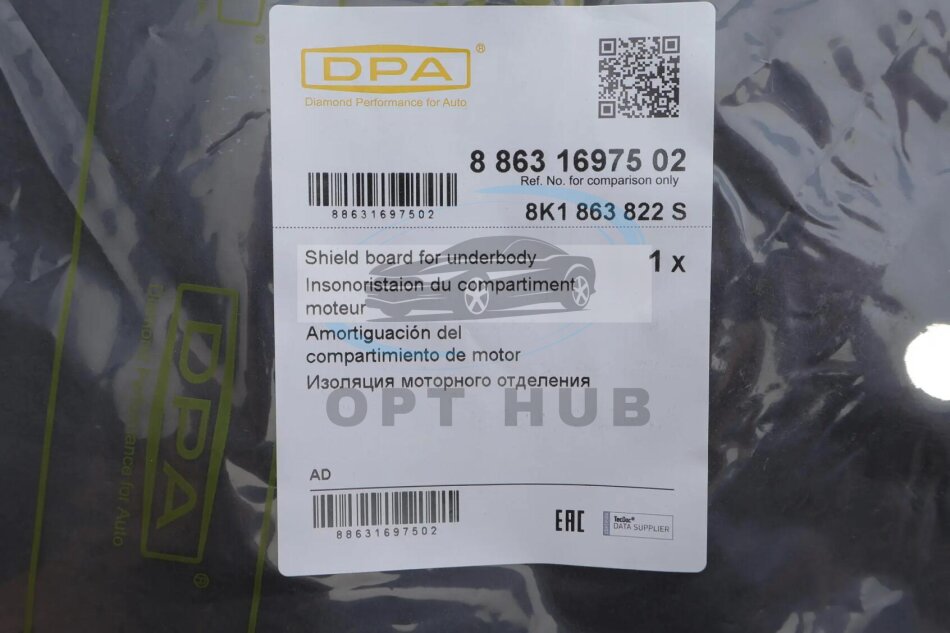 DPA®
Diamond Performance for Auto
8 863 16975 02
Ref. No. for comparison only
88631697502
8K1 863 822 S
Shield board for underbody
1 x
Insonoristaion du compartiment
moteur
Amortiguación del
compartimiento de motor
Изоляция моторного отделения
OPT HUB
AD
88631697502
EAC
TecDoc®
DATA SUPPLIER
DPA®
for Auto